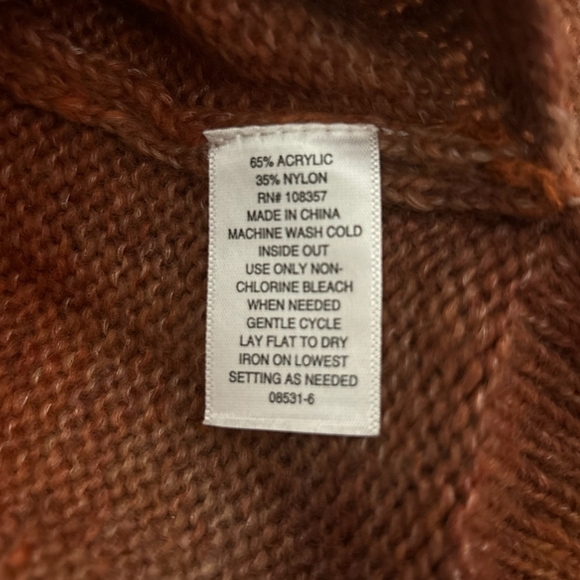 65% ACRYLIC
35% NYLON
RN# 108357
MADE IN CHINA
MACHINE WASH COLD
INSIDE OUT
USE ONLY NON-
CHLORINE BLEACH
WHEN NEEDED
GENTLE CYCLE
LAY FLAT TO DRY
IRON ON LOWEST
SETTING AS NEEDED
08531-6